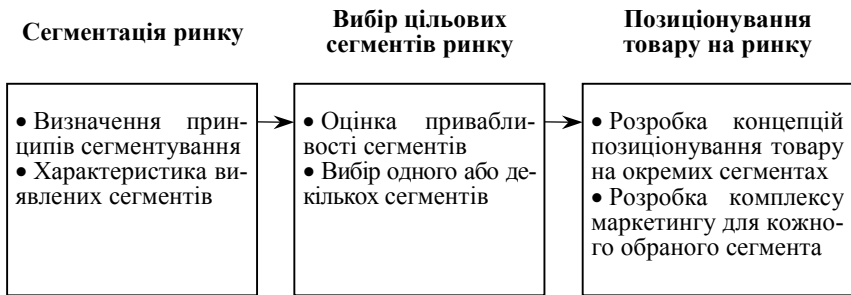 Сегментація ринку
Вибір цільових
сегментів ринку
Позиціонування
товару на ринку
• Визначення прин-
ципів сегментування
• Характеристика ви-
явлених сегментів
• Оцінка привабли-
вості сегментів
• Вибір одного або де-
кількох сегментів
• Розробка концепцій
позиціонування товару
на окремих сегментах
• Розробка комплексу
маркетингу для кожно-
го обраного сегмента